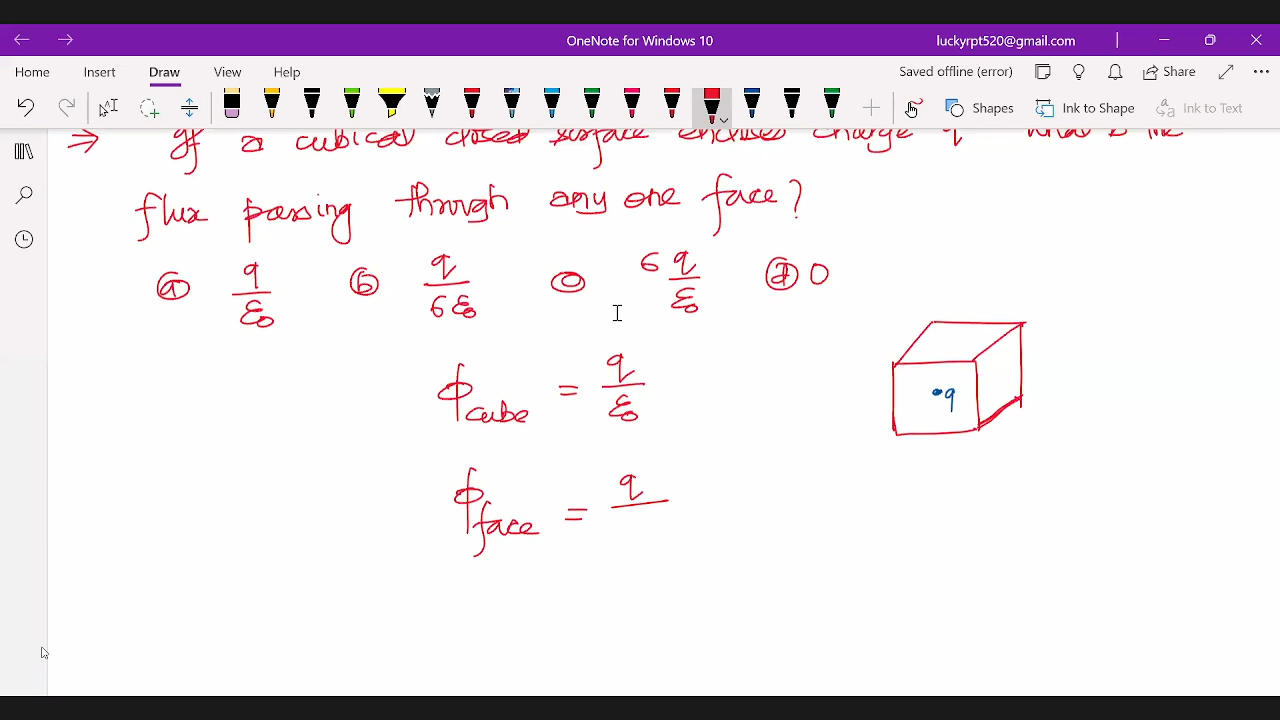 OneNote for Windows 10
luckyrpt520@gmail.com
Home Insert Draw View Help
Saved offline (error)
Share
Shapes
Ink to Shape
Ink to Text
→ If a cubical closed surface encloses charge q what is the
flux passing through any one face?
ⓐ q/ε₀ ⓑ q/6ε₀ ⓒ 6 q/ε₀ ⓓ 0
ϕcube = q/ε₀
q
ϕface = q